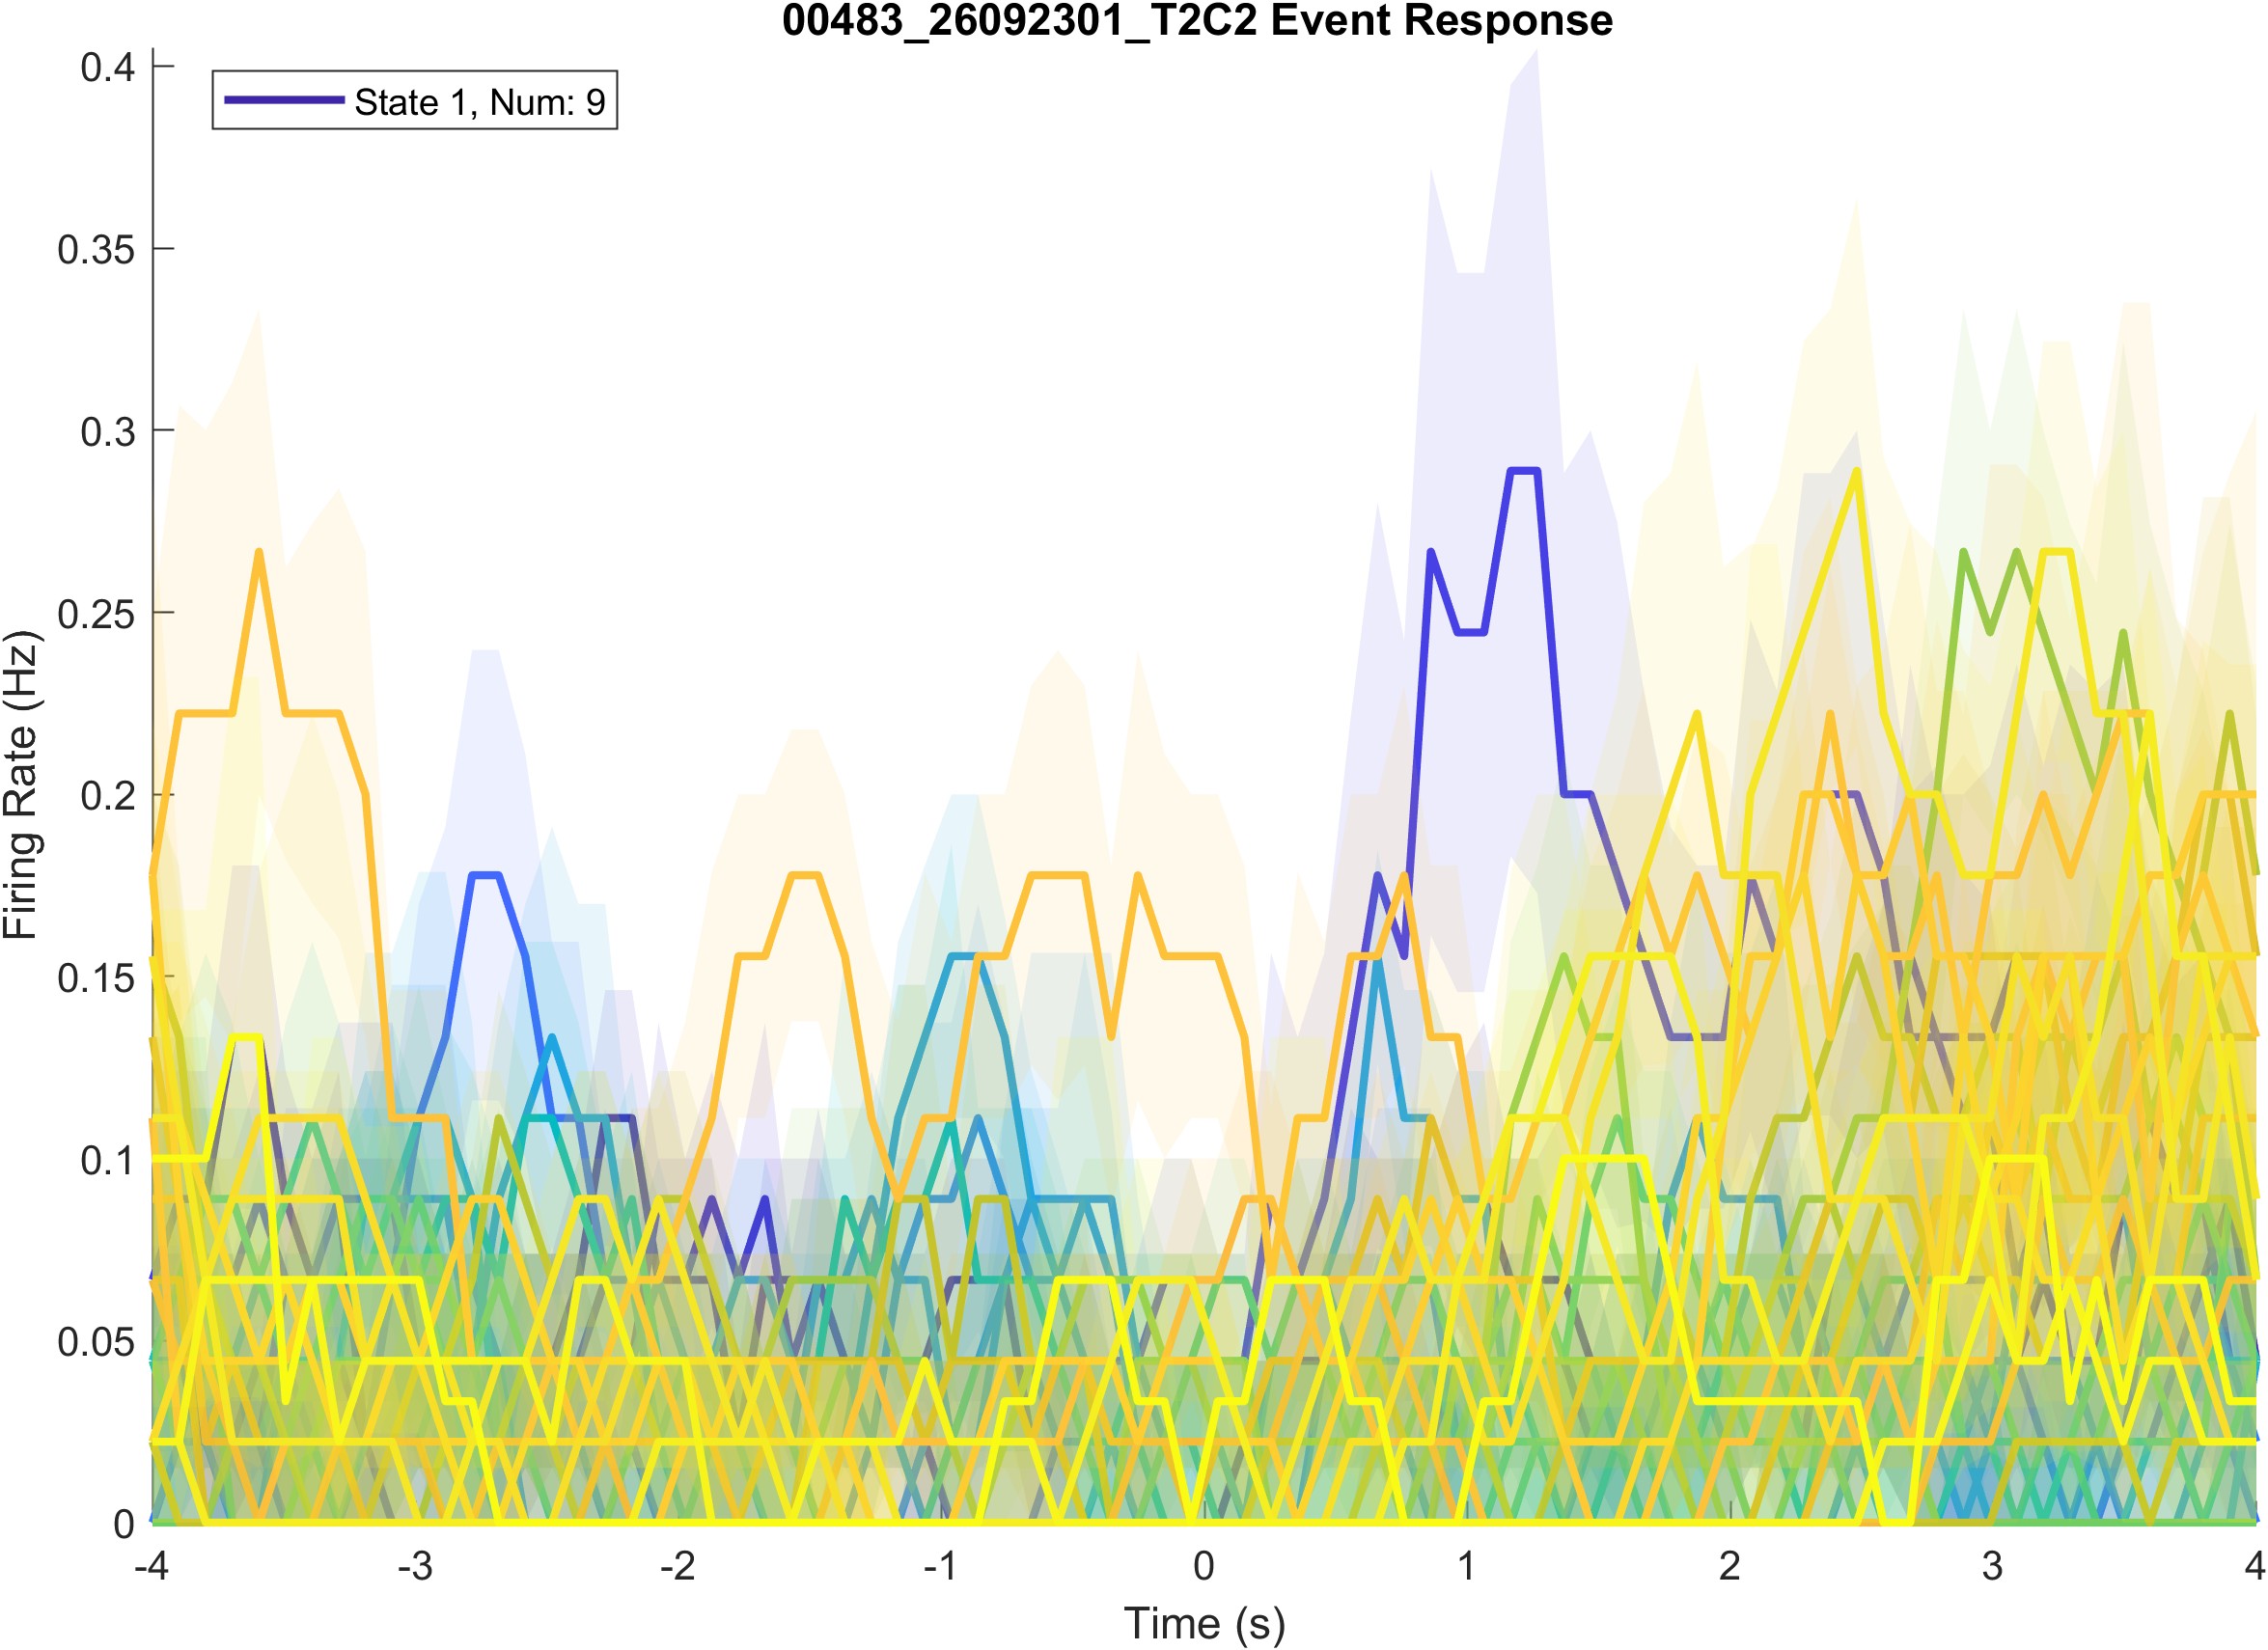 00483_26092301_T2C2 Event Response
State 1, Num: 9
0.4
0.35
0.3
0.25
0.2
0.15
0.1
0.05
0
Firing Rate (Hz)
-4 -3 -2 -1 0 1 2 3 4
Time (s)